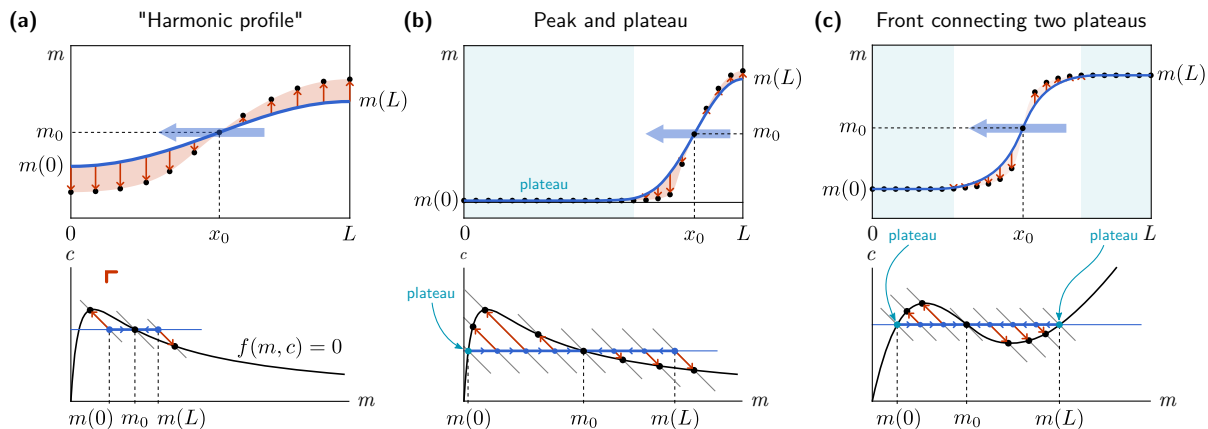 (a) "Harmonic profile"
m
m(L)
m₀
m(0)
0 x₀ L
c
f(m, c) = 0
m
m(0) m₀ m(L)
(b) Peak and plateau
m
m(L)
m₀
plateau
m(0)
0 x₀ L
c
plateau
m
m(0) m₀ m(L)
(c) Front connecting two plateaus
m
m(L)
m₀
m(0)
0 x₀ L
plateau plateau
c
m
m(0) m₀ m(L)